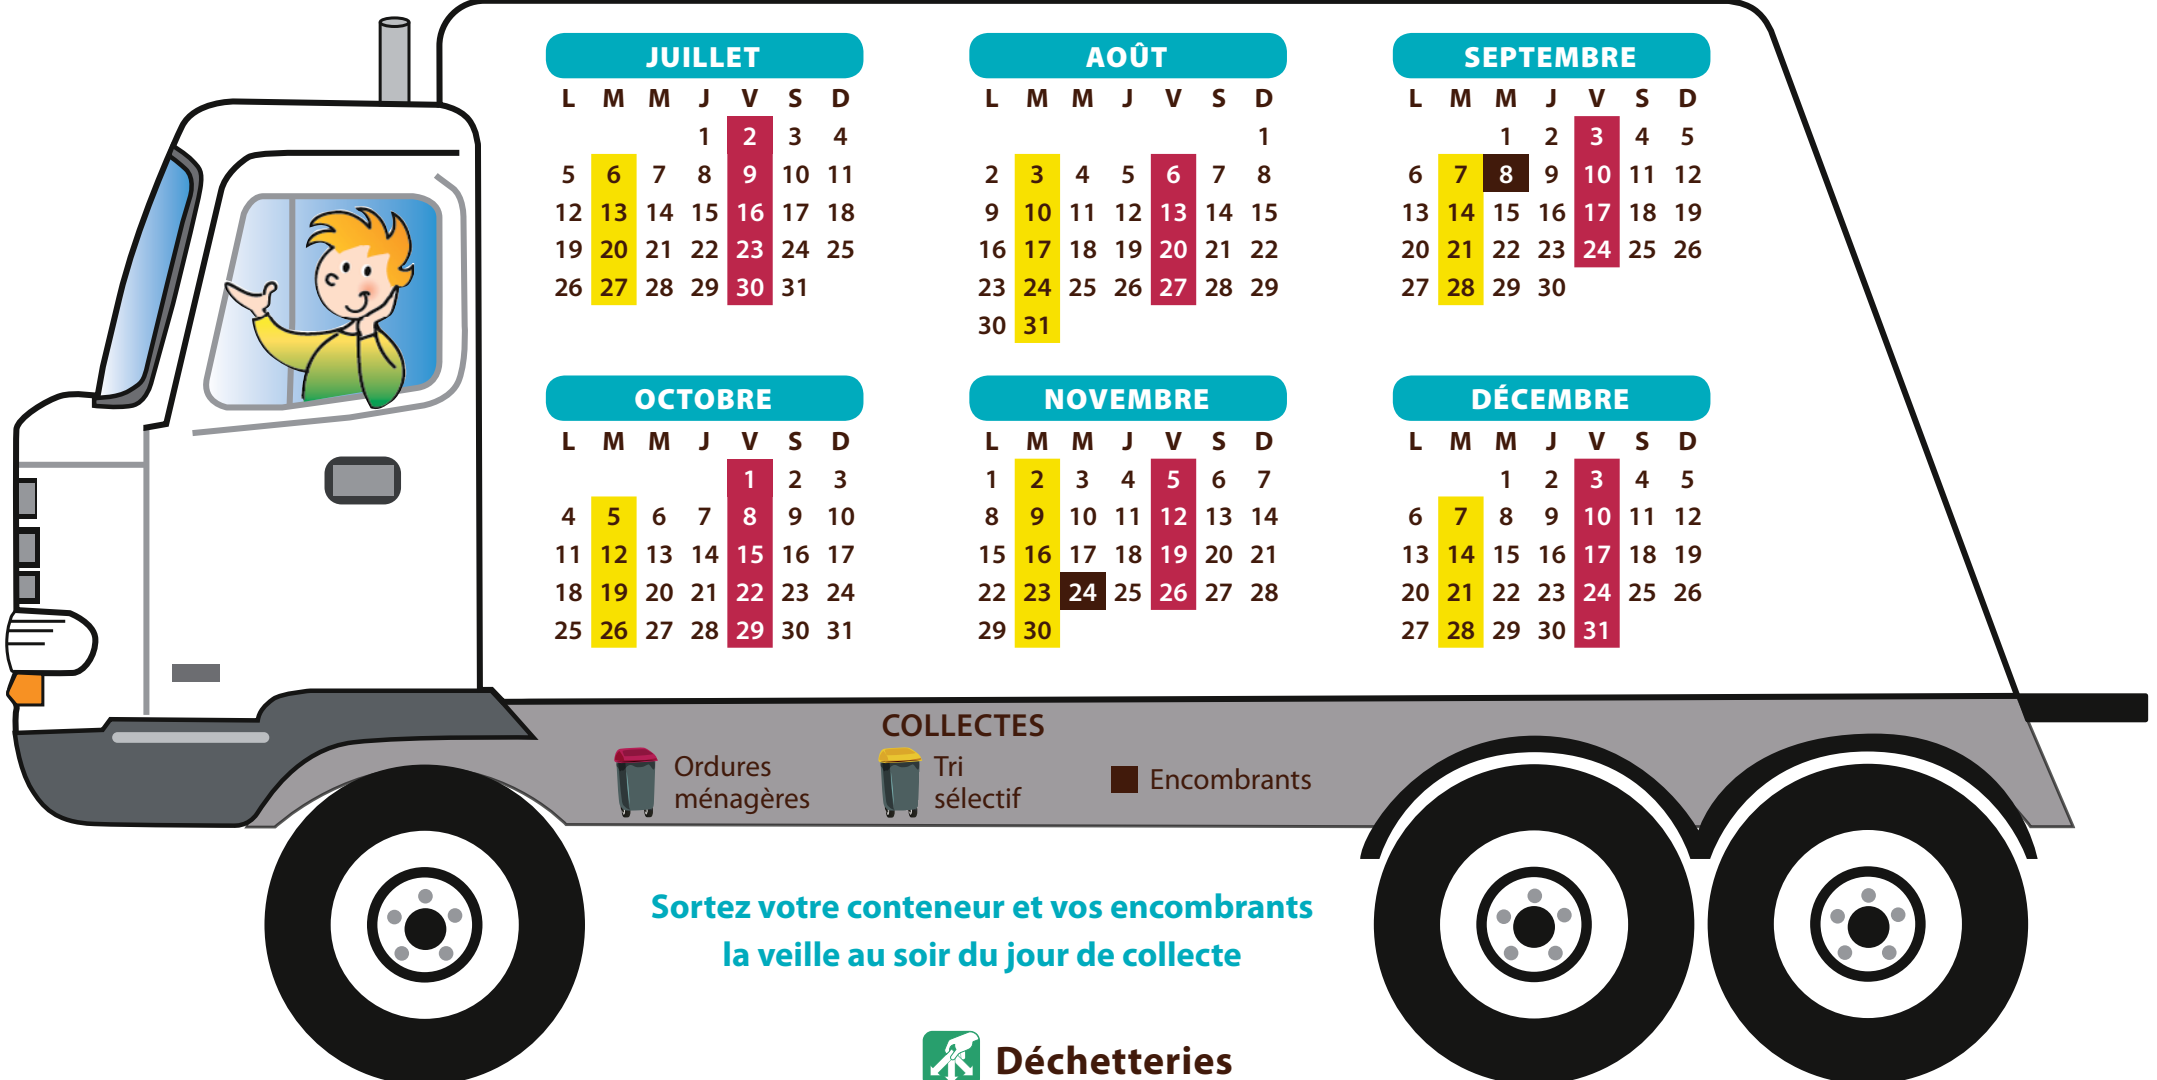 JUILLET
L M M J V S D
1 2 3 4
5 6 7 8 9 10 11
12 13 14 15 16 17 18
19 20 21 22 23 24 25
26 27 28 29 30 31
AOÛT
L M M J V S D
1
2 3 4 5 6 7 8
9 10 11 12 13 14 15
16 17 18 19 20 21 22
23 24 25 26 27 28 29
30 31
SEPTEMBRE
L M M J V S D
1 2 3 4 5
6 7 8 9 10 11 12
13 14 15 16 17 18 19
20 21 22 23 24 25 26
27 28 29 30
OCTOBRE
L M M J V S D
1 2 3
4 5 6 7 8 9 10
11 12 13 14 15 16 17
18 19 20 21 22 23 24
25 26 27 28 29 30 31
NOVEMBRE
L M M J V S D
1 2 3 4 5 6 7
8 9 10 11 12 13 14
15 16 17 18 19 20 21
22 23 24 25 26 27 28
29 30
DÉCEMBRE
L M M J V S D
1 2 3 4 5
6 7 8 9 10 11 12
13 14 15 16 17 18 19
20 21 22 23 24 25 26
27 28 29 30 31
COLLECTES
Ordures
ménagères
Tri
sélectif
Encombrants
Sortez votre conteneur et vos encombrants
la veille au soir du jour de collecte
Déchetteries